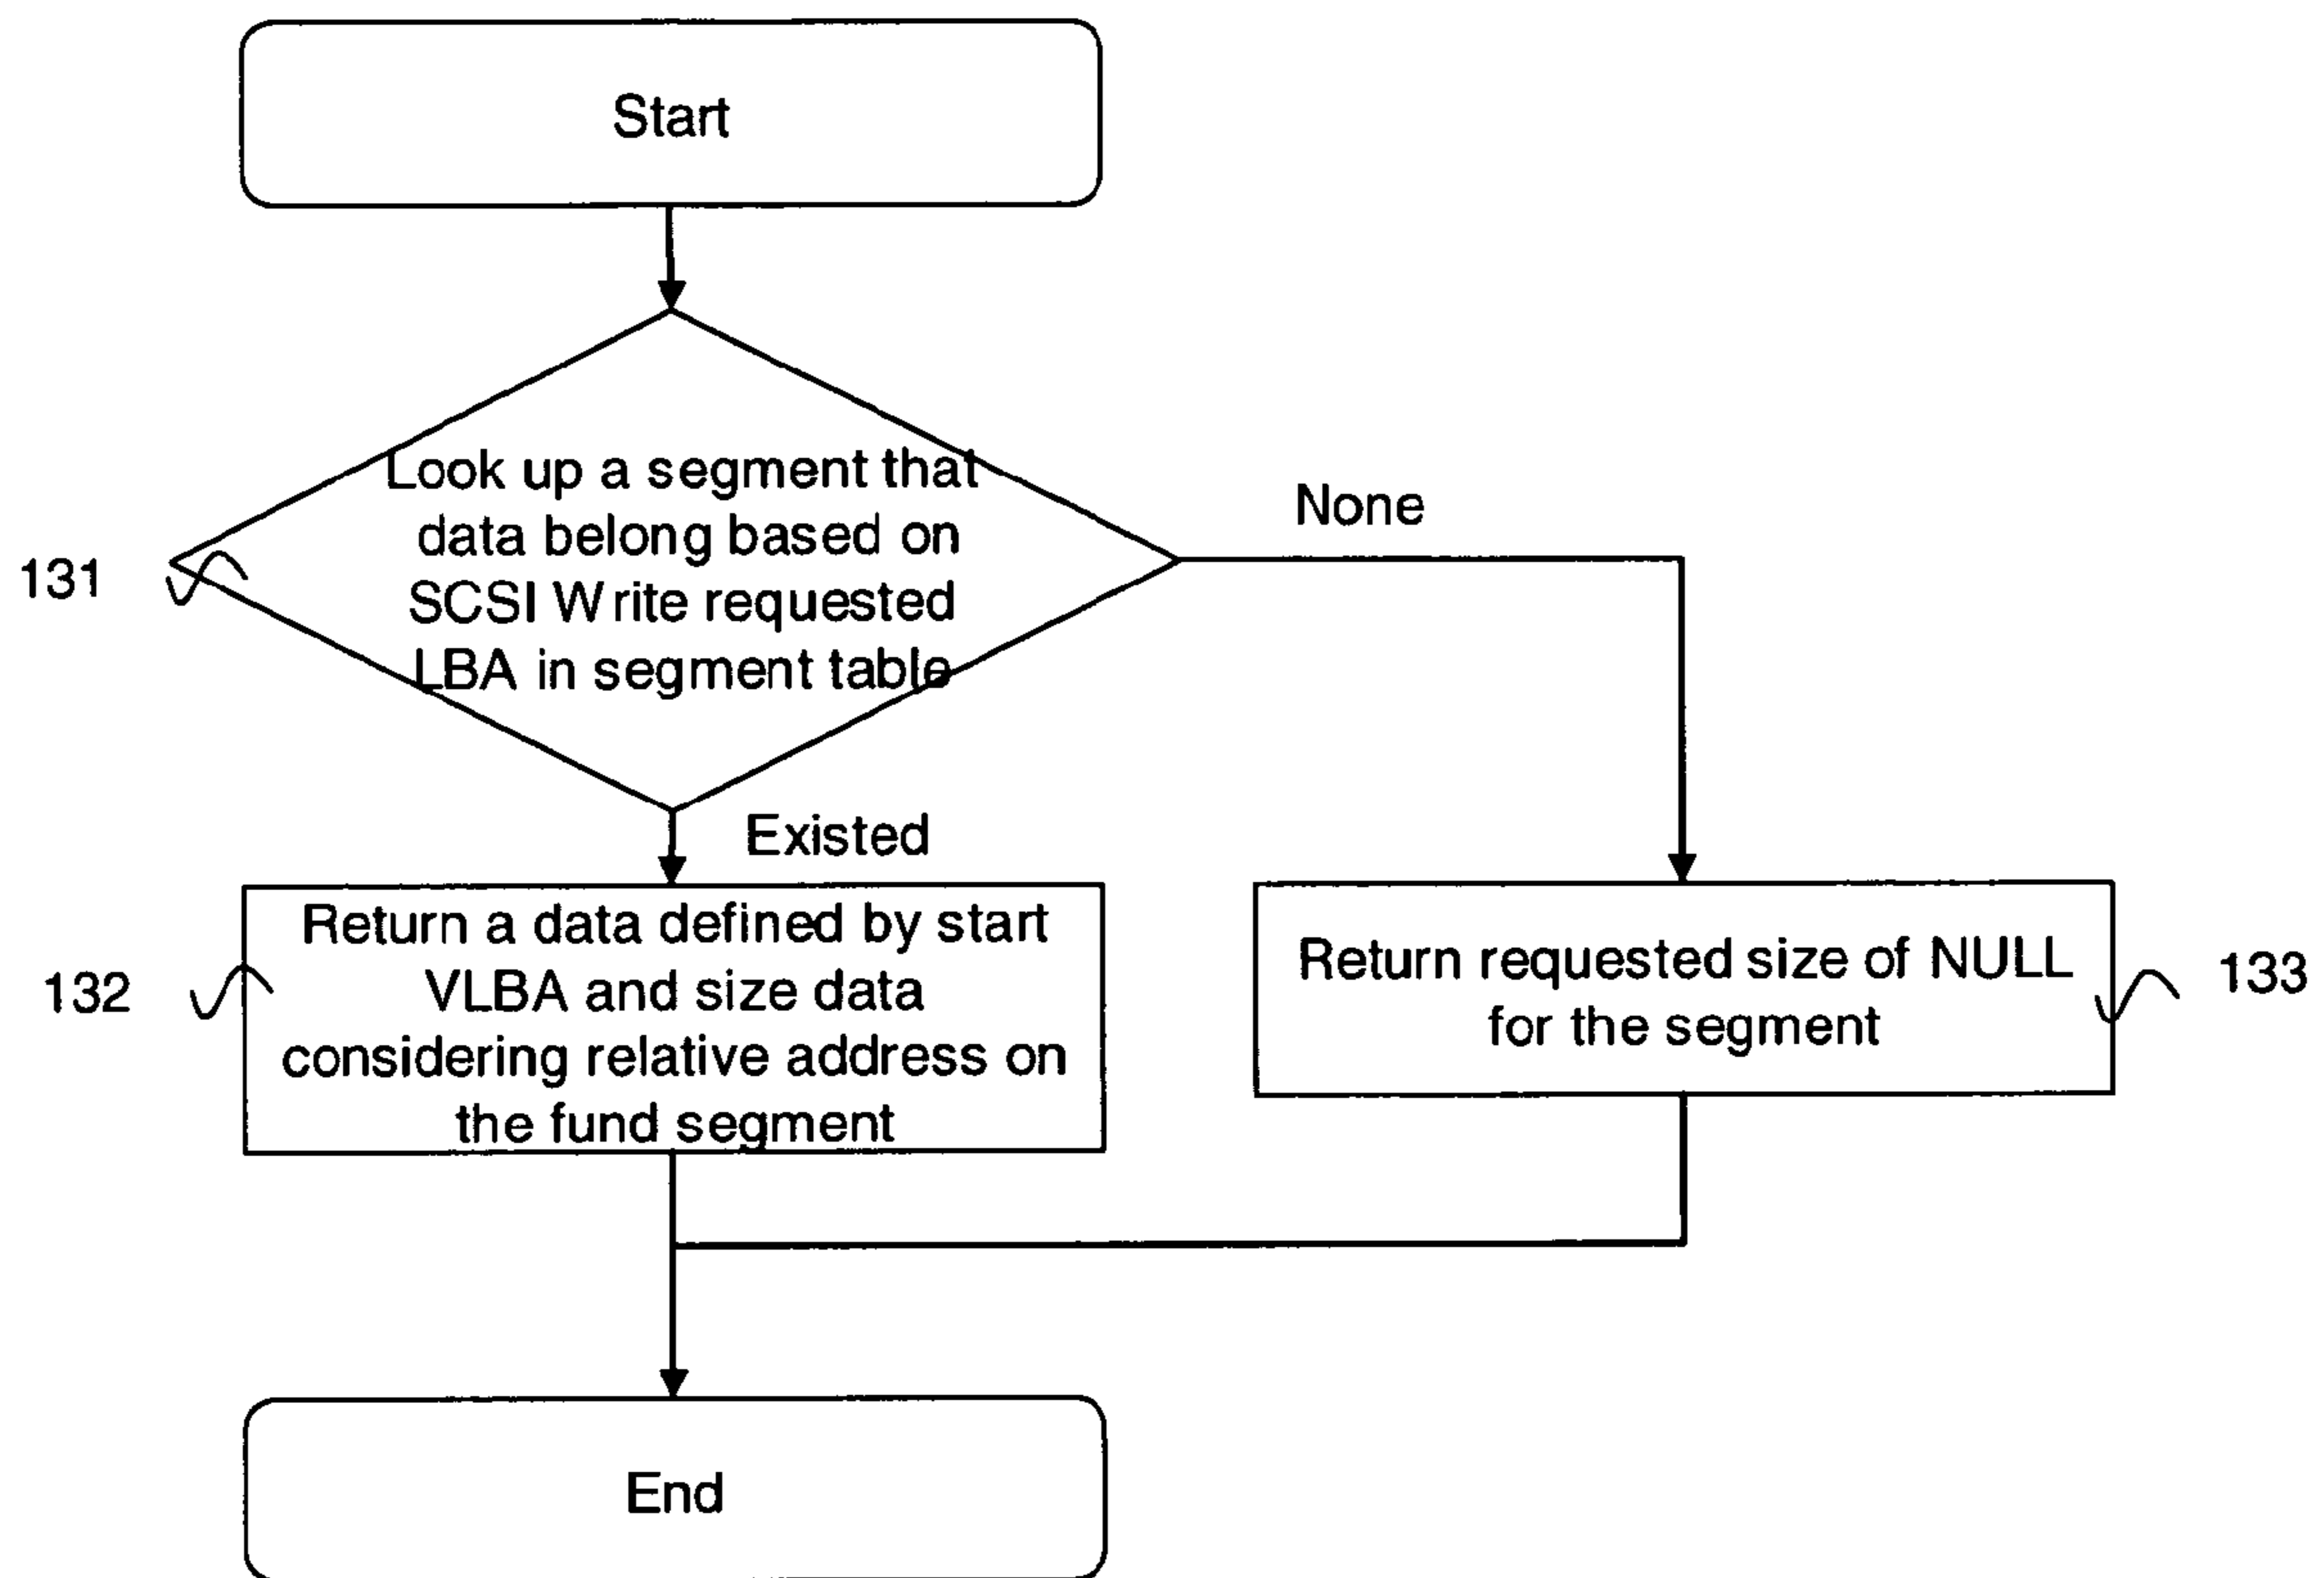 Start
Look up a segment that
data belong based on
SCSI Write requested
LBA in segment table
None
131
Existed
Return a data defined by start
VLBA and size data
considering relative address on
the fund segment
132
Return requested size of NULL
for the segment
133
End